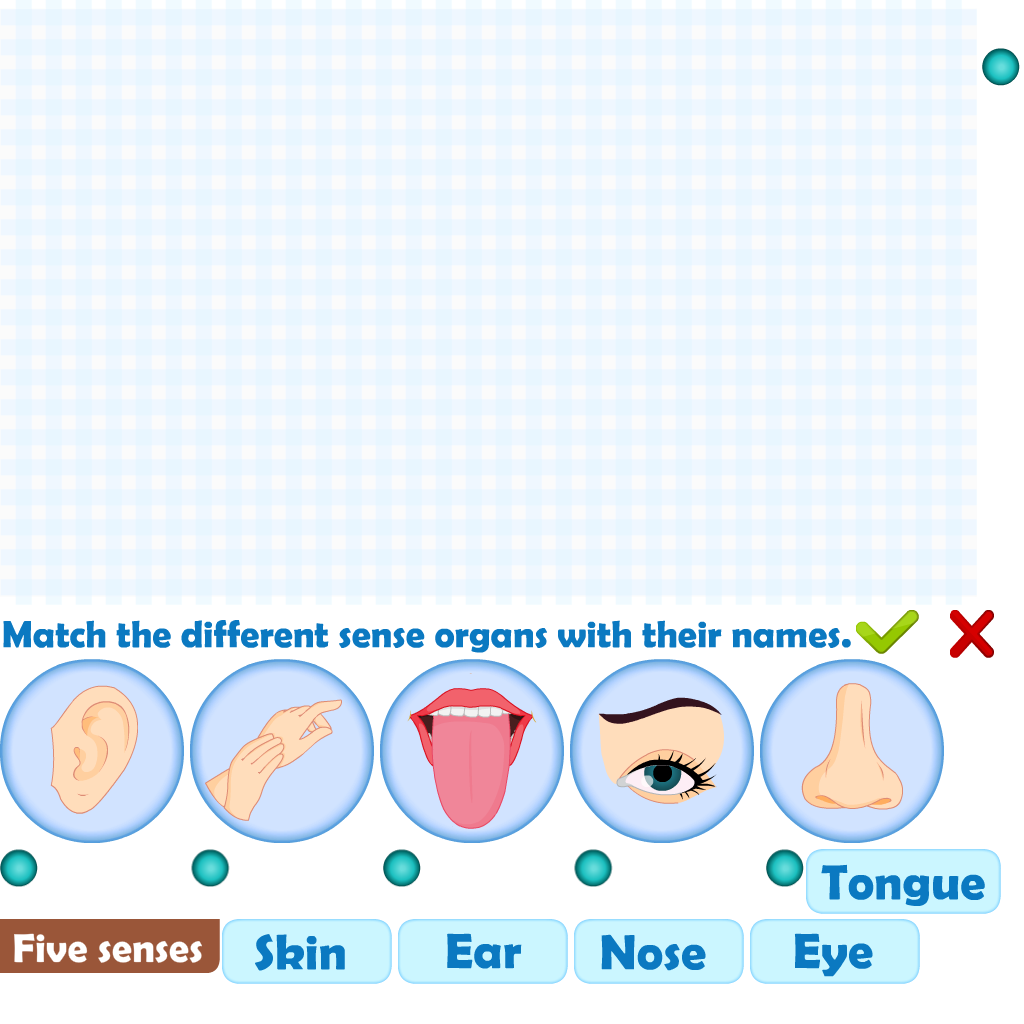 Match the different sense organs with their names.
Tongue
Five senses
Skin
Ear
Nose
Eye